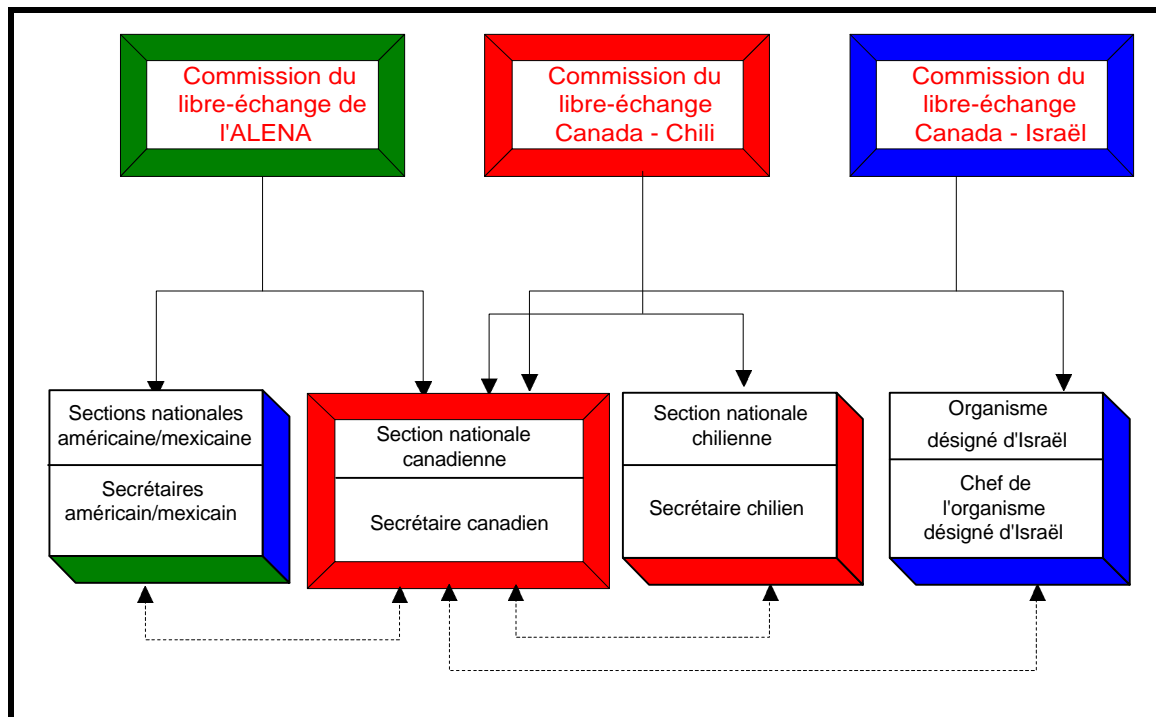 Commission du
libre-échange de
l'ALENA
Commission du
libre-échange
Canada - Chili
Commission du
libre-échange
Canada - Israël
Sections nationales
américaine/mexicaine
Secrétaires
américain/mexicain
Section nationale
canadienne
Secrétaire canadien
Section nationale
chilienne
Secrétaire chilien
Organisme
désigné d'Israël
Chef de
l'organisme
désigné d'Israël